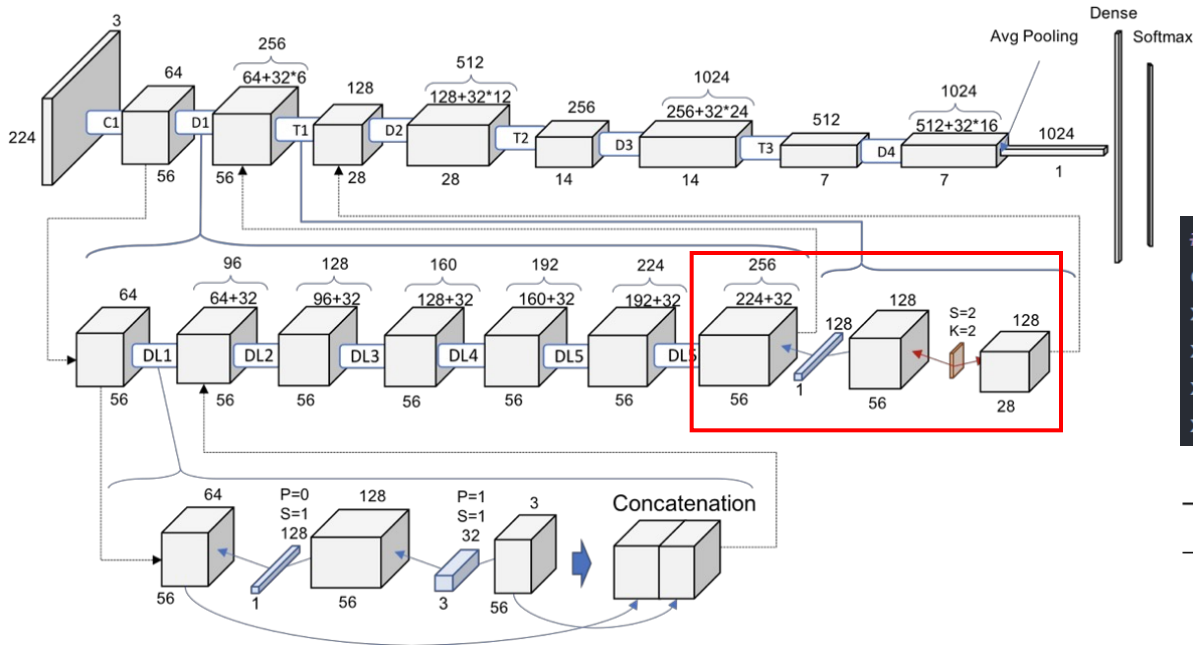 3
64
256
64+32*6
128
512
128+32*12
256
1024
256+32*24
512
1024
512+32*16
Avg Pooling
Dense
Softmax
1024
224
C1
D1
T1
D2
T2
D3
T3
D4
56
56
28
28
14
14
7
7
1
64
96
64+32
128
96+32
160
128+32
192
160+32
224
192+32
256
224+32
128
128
S=2
K=2
128
DL1
DL2
DL3
DL4
DL5
DL5
56
56
56
56
56
56
56
1
56
28
64
P=0
S=1
128
128
P=1
S=1
32
3
Concatenation
56
1
56
3
56